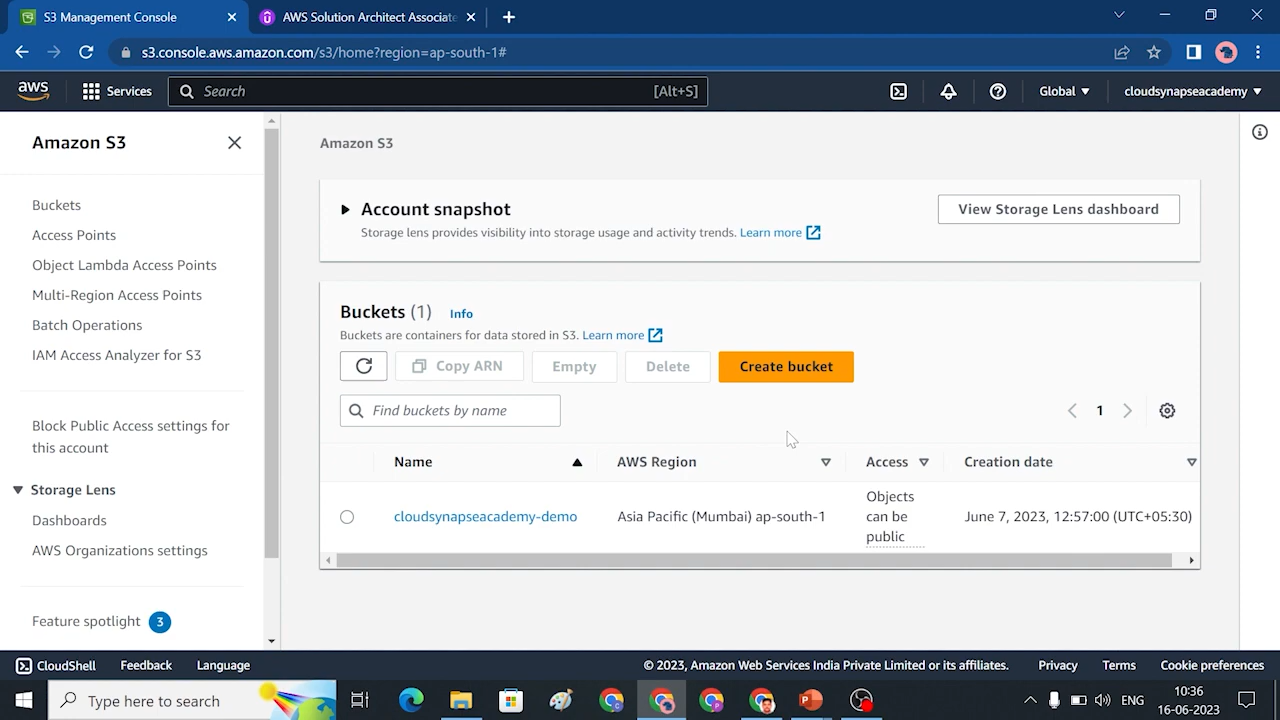 S3 Management Console
AWS Solution Architect Associate
s3.console.aws.amazon.com/s3/home?region=ap-south-1#
aws
Services
Search
[Alt+S]
Global
cloudsynapseacademy
Amazon S3
Buckets
Access Points
Object Lambda Access Points
Multi-Region Access Points
Batch Operations
IAM Access Analyzer for S3
Block Public Access settings for
this account
Storage Lens
Dashboards
AWS Organizations settings
Feature spotlight 3
Amazon S3
Account snapshot
View Storage Lens dashboard
Storage lens provides visibility into storage usage and activity trends. Learn more
Buckets (1) Info
Buckets are containers for data stored in S3. Learn more
Copy ARN
Empty
Delete
Create bucket
Find buckets by name
1
Name
AWS Region
Access
Creation date
cloudsynapseacademy-demo
Asia Pacific (Mumbai) ap-south-1
Objects
can be
public
June 7, 2023, 12:57:00 (UTC+05:30)
CloudShell
Feedback
Language
© 2023, Amazon Web Services India Private Limited or its affiliates.
Privacy
Terms
Cookie preferences
Type here to search
ENG
10:36
16-06-2023